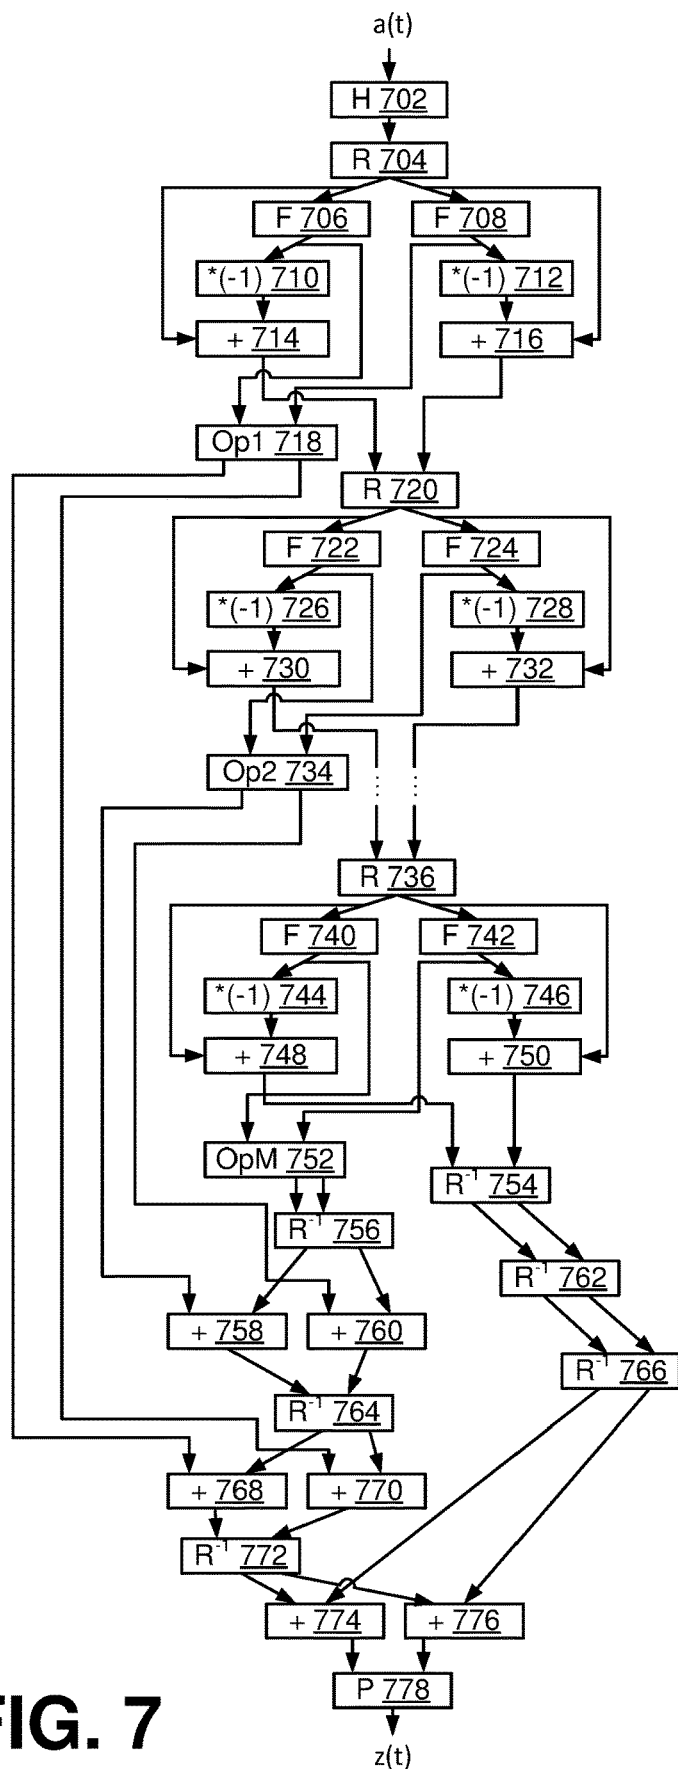 a(t)
H 702
R 704
F 706 F 708
*(-1) 710 *(-1) 712
+ 714 + 716
Op1 718
R 720
F 722 F 724
*(-1) 726 *(-1) 728
+ 730 + 732
Op2 734
R 736
F 740 F 742
*(-1) 744 *(-1) 746
+ 748 + 750
OpM 752
R⁻¹ 754
R⁻¹ 756
R⁻¹ 762
+ 758 + 760
R⁻¹ 766
R⁻¹ 764
+ 768 + 770
R⁻¹ 772
+ 774 + 776
P 778
FIG. 7
z(t)